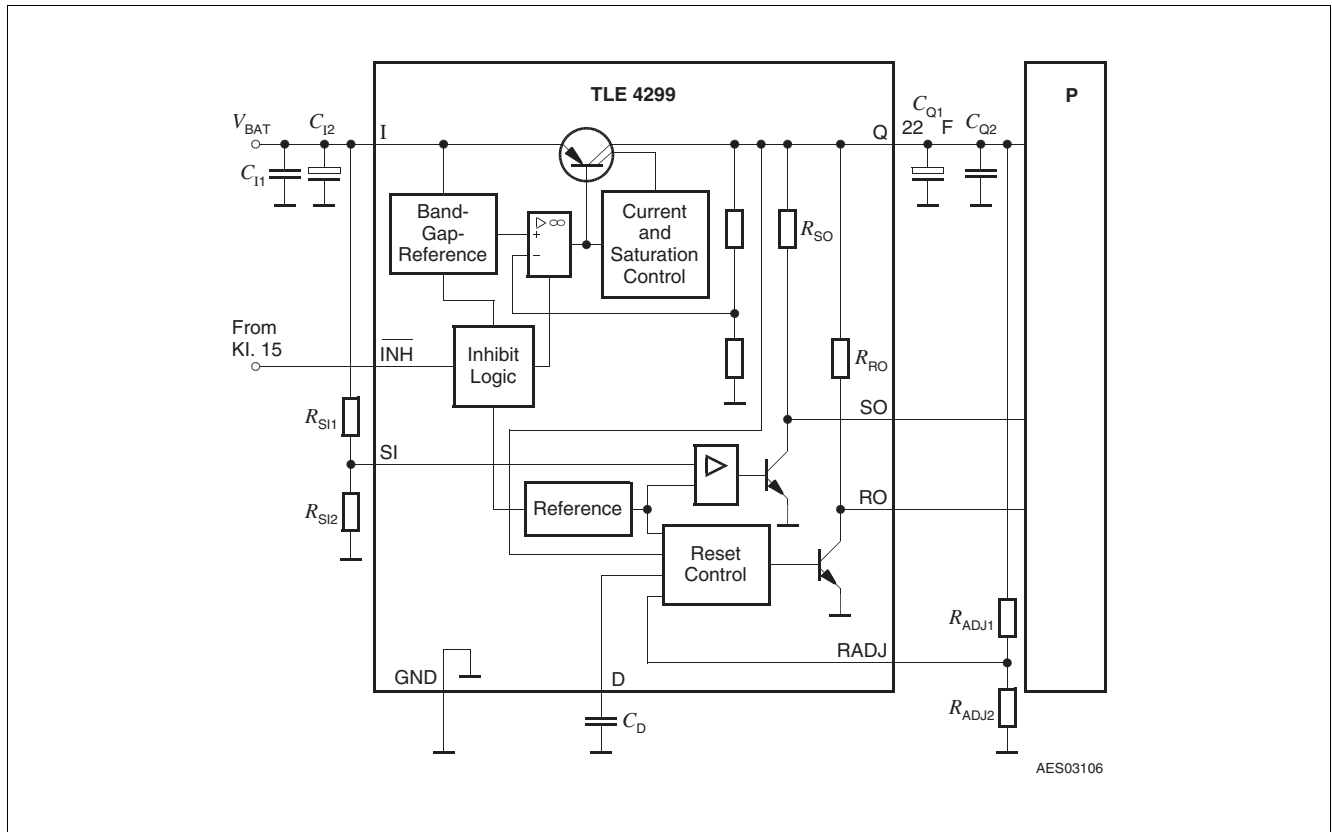 TLE 4299
P
V_BAT
C_I2
I
Q
C_Q1
22 F
C_Q2
C_I1
Band-
Gap-
Reference
▷∞
+
−
Current
and
Saturation
Control
R_SO
From
KI. 15
INH
Inhibit
Logic
R_RO
SO
R_SI1
SI
RO
R_SI2
Reference
Reset
Control
R_ADJ1
RADJ
GND
D
R_ADJ2
C_D
AES03106